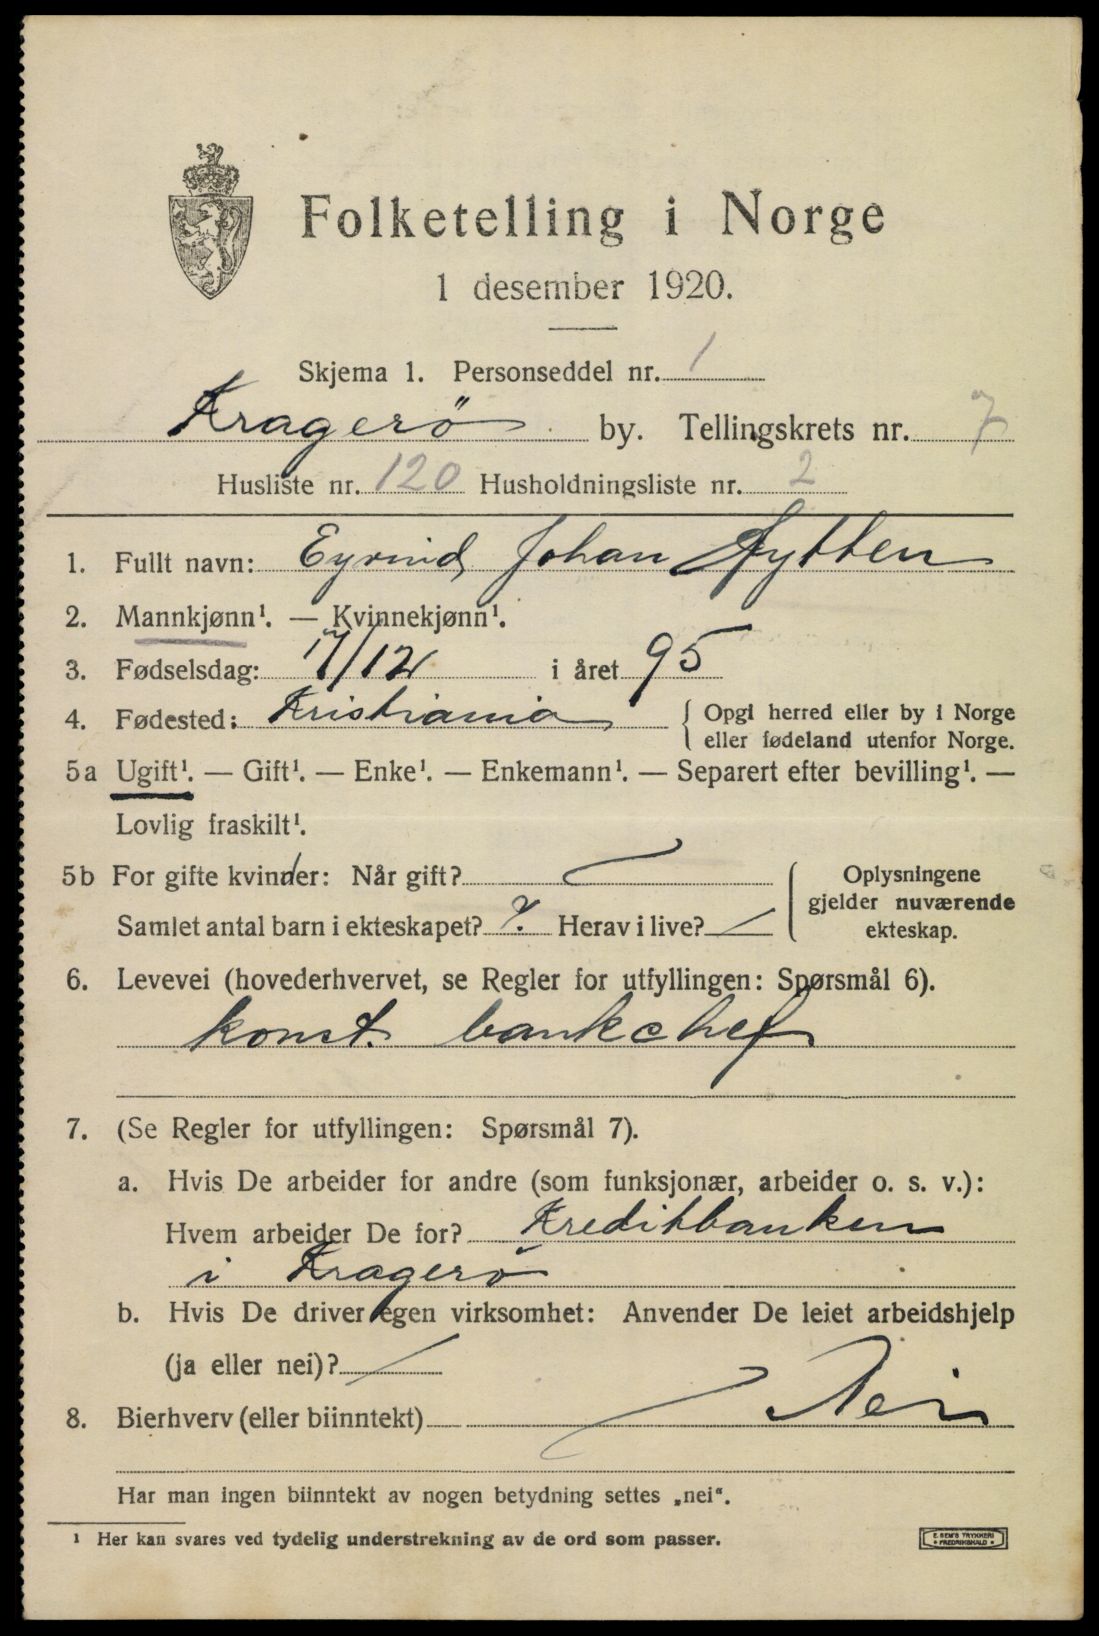 Folketelling i Norge
1 desember 1920.
Skjema 1. Personseddel nr. 1
Kragerö by. Tellingskrets nr. 7
Husliste nr. 120 Husholdningsliste nr. 2
1. Fullt navn: Eyvind Johan Nytten
2. Mannkjønn¹. — Kvinnekjønn¹.
3. Fødselsdag: 17/12 i året 95
4. Fødested: Kristiania { Opgi herred eller by i Norge
eller fødeland utenfor Norge.
5a Ugift¹. — Gift¹. — Enke¹. — Enkemann¹. — Separert efter bevilling¹. —
Lovlig fraskilt¹.
5b For gifte kvinner: Når gift?
Samlet antal barn i ekteskapet? Herav i live?
Oplysningene
gjelder nuværende
ekteskap.
6. Levevei (hovederhvervet, se Regler for utfyllingen: Spørsmål 6).
konst. bankchef
7. (Se Regler for utfyllingen: Spørsmål 7).
a. Hvis De arbeider for andre (som funksjonær, arbeider o. s. v.):
Hvem arbeider De for? Kreditbanken
i Kragerö
b. Hvis De driver egen virksomhet: Anvender De leiet arbeidshjelp
(ja eller nei)?
8. Bierhverv (eller biinntekt) Nei
Har man ingen biinntekt av nogen betydning settes „nei“.
¹ Her kan svares ved tydelig understrekning av de ord som passer.
E. SEM'S TRYKKERI
• FREDRIKSHALD •